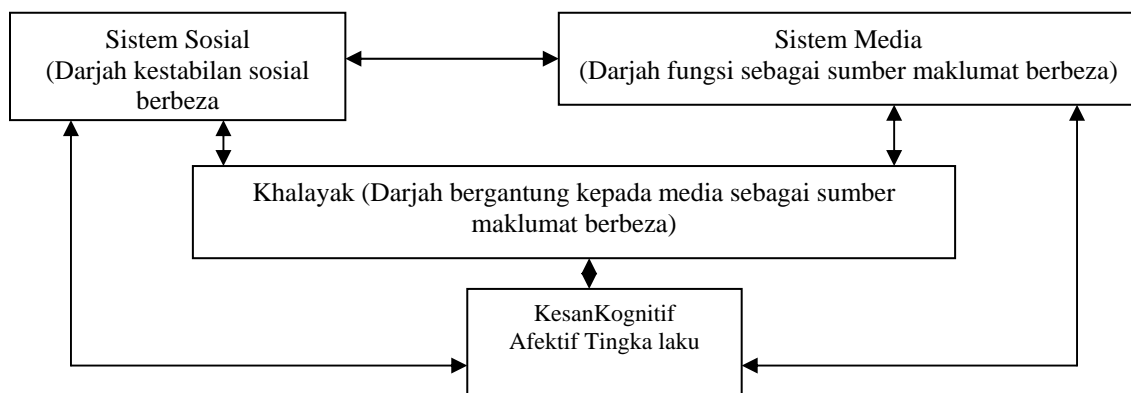 Sistem Sosial
(Darjah kestabilan sosial
berbeza
Sistem Media
(Darjah fungsi sebagai sumber maklumat berbeza)
Khalayak (Darjah bergantung kepada media sebagai sumber
maklumat berbeza)
KesanKognitif
Afektif Tingka laku